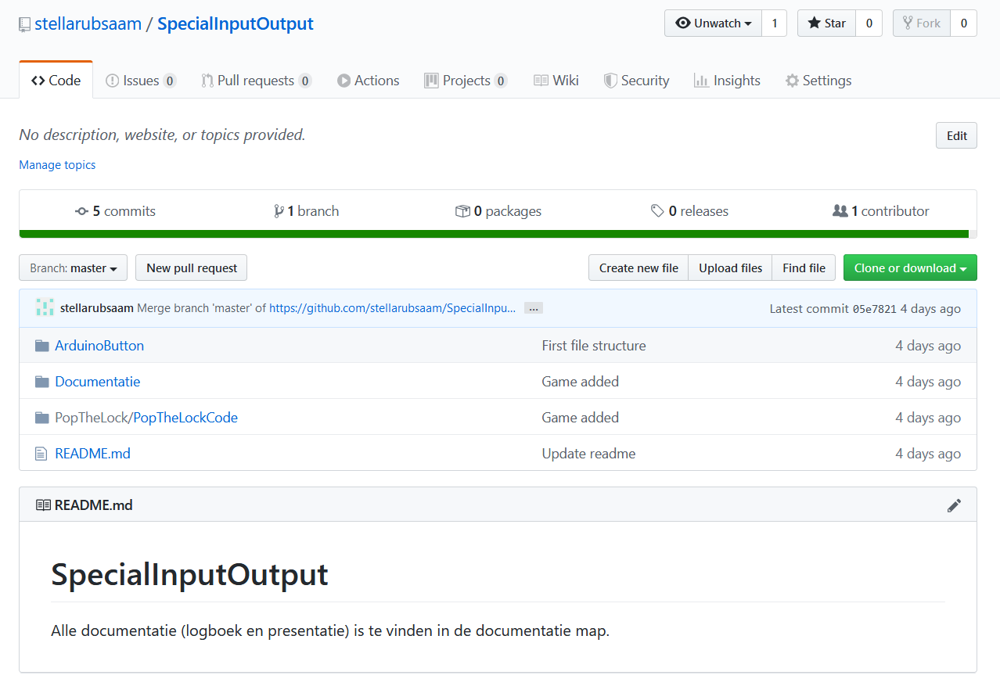 stellarubsaam / SpecialInputOutput Unwatch 1 Star 0 Fork 0
Code Issues 0 Pull requests 0 Actions Projects 0 Wiki Security Insights Settings
No description, website, or topics provided. Edit
Manage topics
5 commits 1 branch 0 packages 0 releases 1 contributor
Branch: master New pull request Create new file Upload files Find file Clone or download
stellarubsaam Merge branch 'master' of https://github.com/stellarubsaam/SpecialInpu... ... Latest commit 05e7821 4 days ago
ArduinoButton First file structure 4 days ago
Documentatie Game added 4 days ago
PopTheLock/PopTheLockCode Game added 4 days ago
README.md Update readme 4 days ago
README.md
SpecialInputOutput
Alle documentatie (logboek en presentatie) is te vinden in de documentatie map.